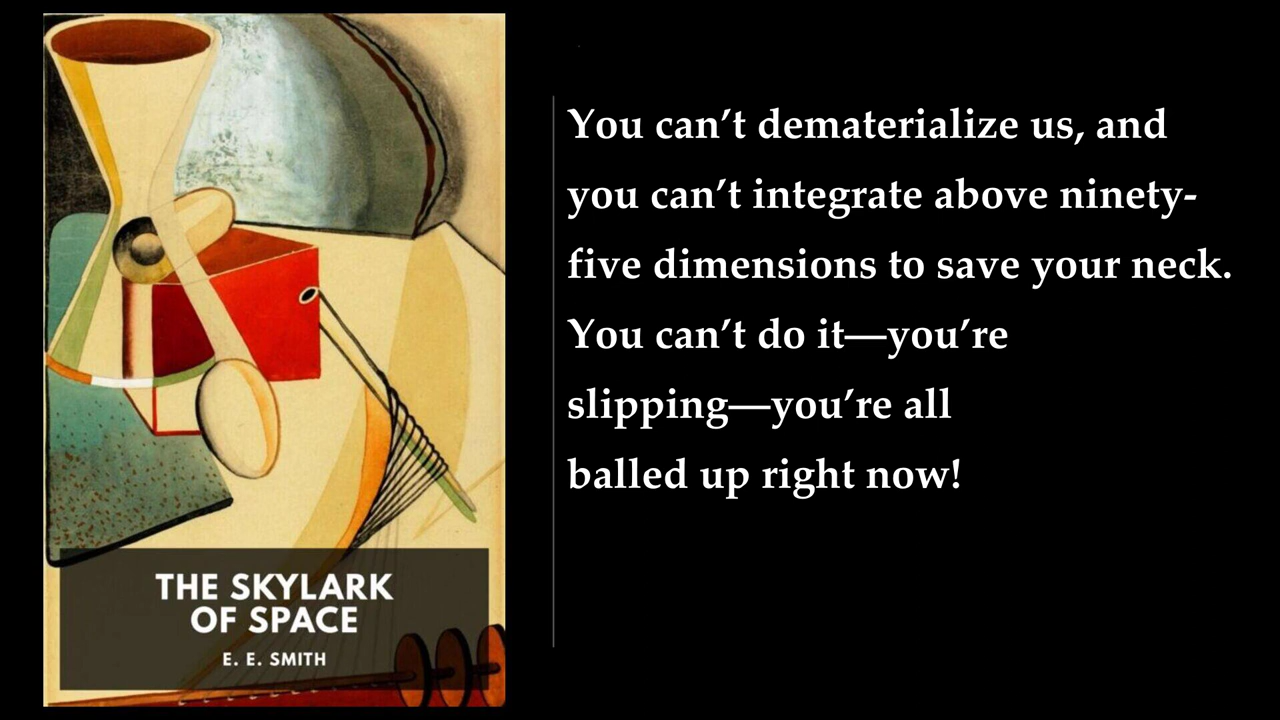 You can’t dematerialize us, and
you can’t integrate above ninety-
five dimensions to save your neck.
You can’t do it—you’re
slipping—you’re all
balled up right now!
THE SKYLARK
OF SPACE
E. E. SMITH